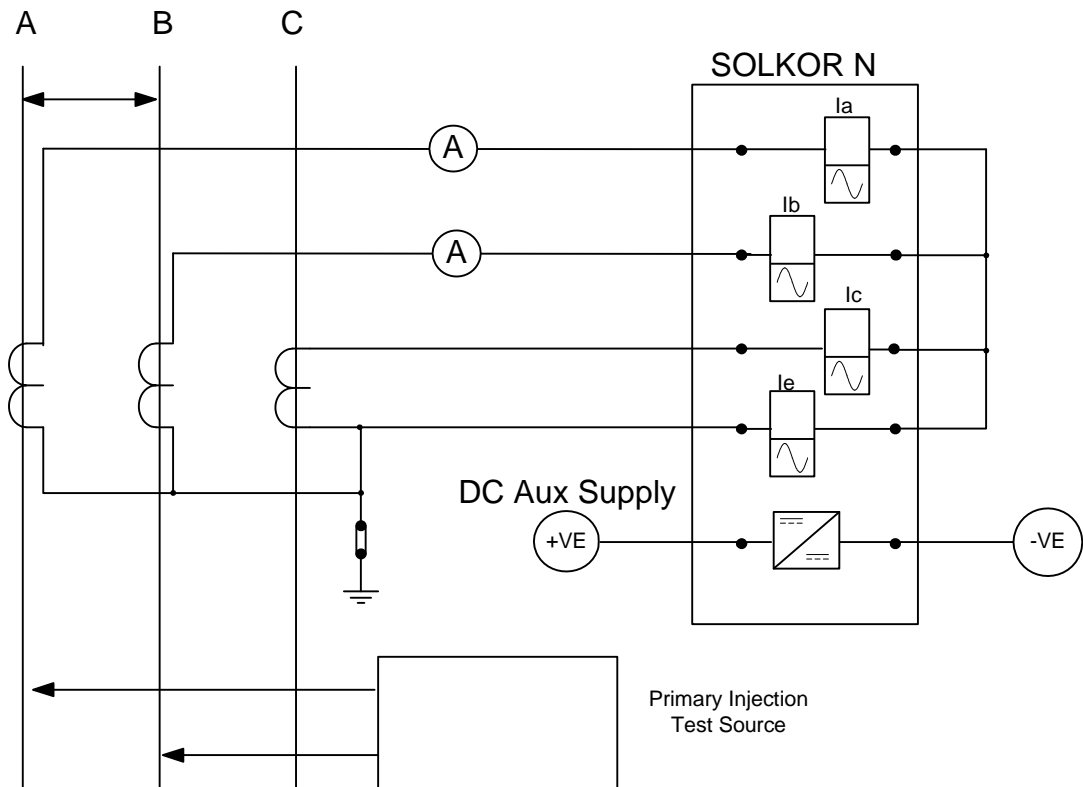 A B C
SOLKOR N
Ia
A
Ib
A
Ic
Ie
DC Aux Supply
+VE
-VE
Primary Injection
Test Source